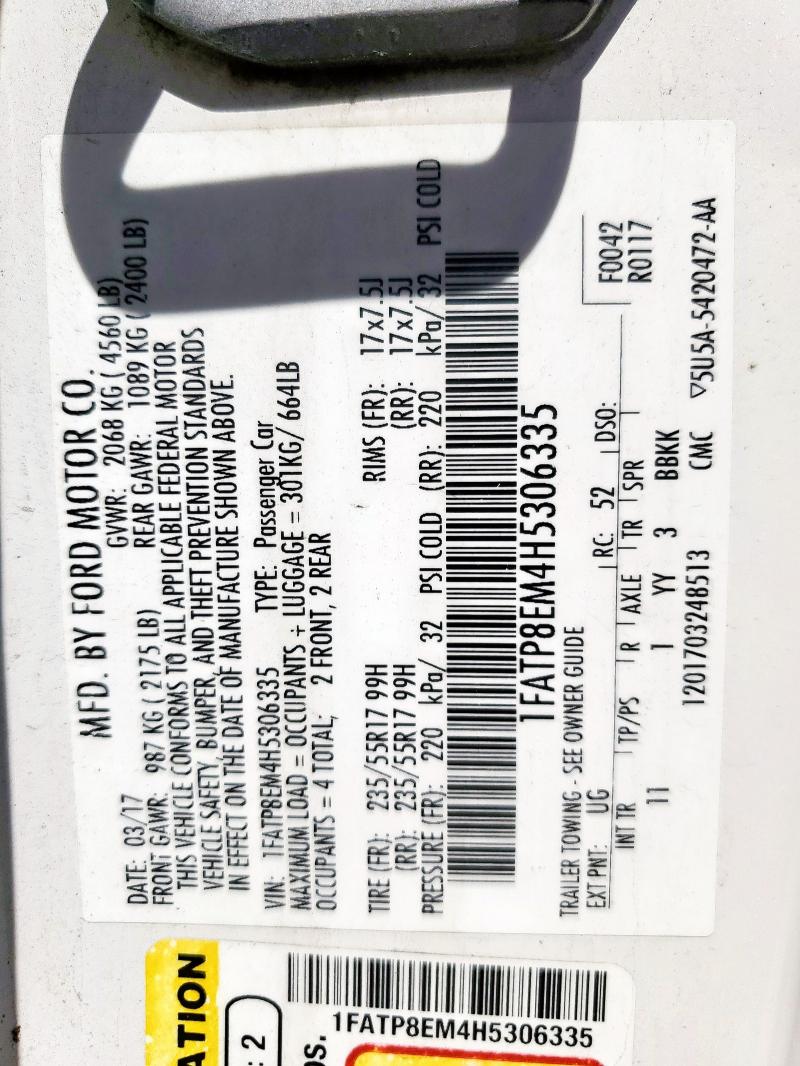 MFD. BY FORD MOTOR CO.
DATE: 03/17 GVWR: 2068 KG ( 4560 LB)
FRONT GAWR: 987 KG ( 2175 LB) REAR GAWR: 1089 KG ( 2400 LB)
THIS VEHICLE CONFORMS TO ALL APPLICABLE FEDERAL MOTOR
VEHICLE SAFETY, BUMPER, AND THEFT PREVENTION STANDARDS
IN EFFECT ON THE DATE OF MANUFACTURE SHOWN ABOVE.
VIN: 1FATP8EM4H5306335 TYPE: Passenger Car
MAXIMUM LOAD = OCCUPANTS + LUGGAGE = 301KG/ 664LB
OCCUPANTS = 4 TOTAL; 2 FRONT, 2 REAR
TIRE (FR): 235/55R17 99H RIMS (FR): 17x7.5J
(RR): 235/55R17 99H (RR): 17x7.5J
PRESSURE (FR): 220 kPa/ 32 PSI COLD (RR): 220 kPa/ 32 PSI COLD
1FATP8EM4H5306335
TRAILER TOWING - SEE OWNER GUIDE
EXT PNT: UG RC: 52 DSO: F0042
INT TR TP/PS R AXLE TR SPR R0117
11 1 YY 3 BBKK
1201703248513 CMC ▽5U5A-5420472-AA
ATION
: 2
os.
1FATP8EM4H5306335